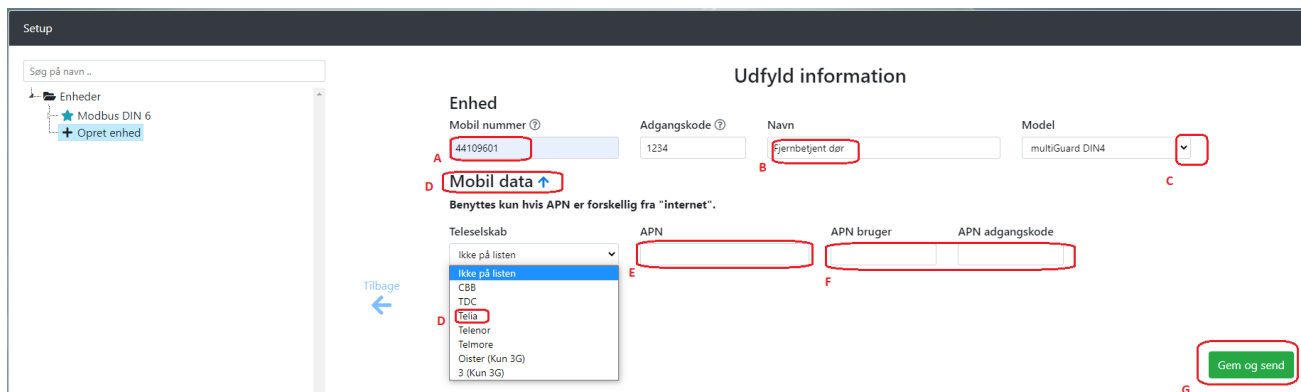 Setup
Søg på navn ..
Enheder
Modbus DIN 6
Opret enhed
Udfyld information
Enhed
Mobil nummer Adgangskode Navn Model
44109601 1234 Fjernbetjent dør multiGuard DIN4
A B C
D Mobil data
Benyttes kun hvis APN er forskellig fra "internet".
Teleselskab APN APN bruger APN adgangskode
Ikke på listen
E F
Ikke på listen
CBB
TDC
D Telia
Telenor
Telmore
Oister (Kun 3G)
3 (Kun 3G)
Tilbage
Gem og send
G